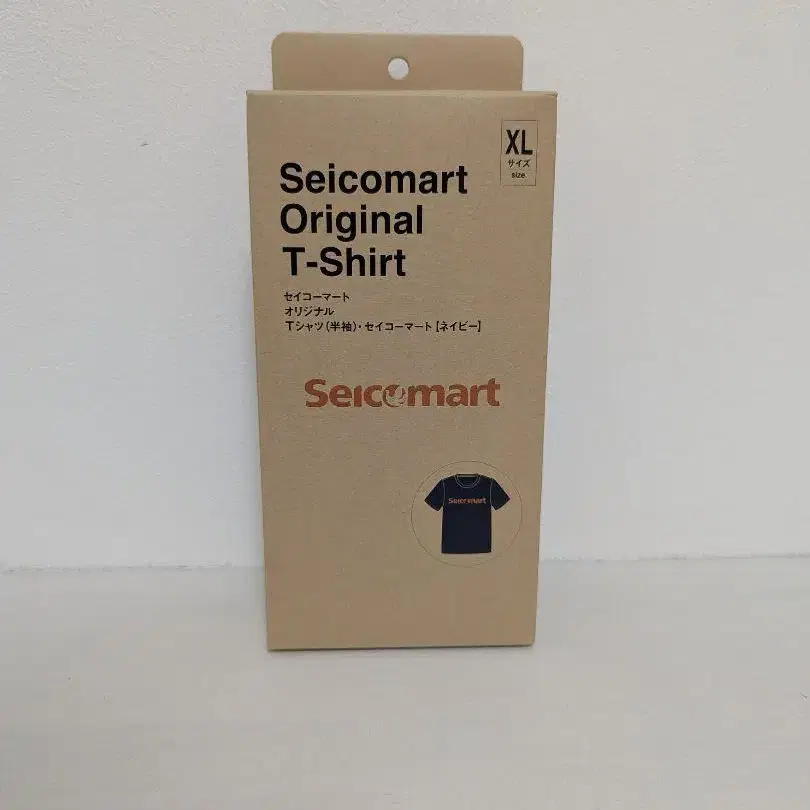 XL
サイズ
size
Seicomart
Original
T-Shirt
セイコーマート
オリジナル
Tシャツ(半袖)・セイコーマート【ネイビー】
Seicomart
Seicomart